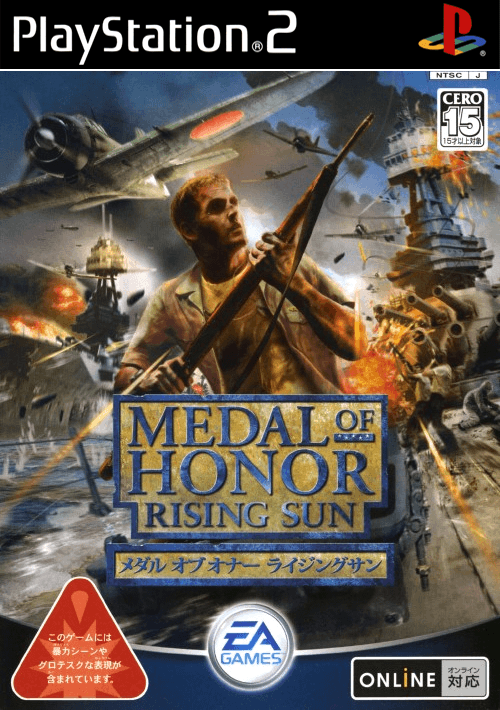 PlayStation®2
®
NTSC J
CERO
15
15才以上対象
MEDAL OF
HONOR
RISING SUN
メダル オブ オナー ライジングサン
このゲームには
暴力シーンや
グロテスクな表現が
含まれています。
EA
GAMES
ONLiNE
オンライン
対応